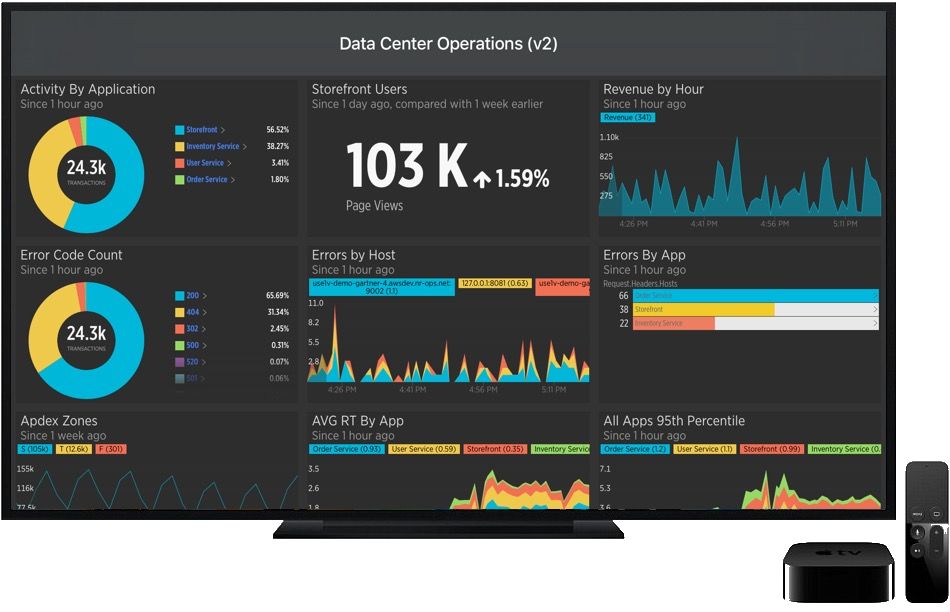 Data Center Operations (v2)
Activity By Application
Since 1 hour ago
24.3k
TRANSACTIONS
Storefront > 56.52%
Inventory Service > 38.27%
User Service > 3.41%
Order Service > 1.80%
Storefront Users
Since 1 day ago, compared with 1 week earlier
103 K
1.59%
Page Views
Revenue by Hour
Since 1 hour ago
Revenue (341)
1.10k
825
550
275
4:26 PM 4:41 PM 4:56 PM 5:11 PM
Error Code Count
Since 1 hour ago
24.3k
TRANSACTIONS
200 > 65.69%
404 > 31.34%
302 > 2.45%
500 > 0.31%
520 > 0.07%
501 > 0.06%
Errors by Host
Since 1 hour ago
uselv-demo-gartner-4.awsdev.nr-ops.net:
9002 (1.1)
127.0.0.1:8081 (0.63)
uselv-demo-ga
11.0
8.2
5.5
2.8
4:26 PM 4:41 PM 4:56 PM 5:11 PM
Errors By App
Since 1 hour ago
Request.Headers.Hosts
66 Order Service >
38 Storefront >
22 Inventory Service >
Apdex Zones
Since 1 week ago
S (105k) T (12.6k) F (301)
155k
116k
77.5k
AVG RT By App
Since 1 hour ago
Order Service (0.93) User Service (0.59) Storefront (0.35) Inventory Servic
3.5
2.6
1.8
All Apps 95th Percentile
Since 1 hour ago
Order Service (1.2) User Service (1.1) Storefront (0.99) Inventory Service (0.
7.1
5.3
3.6
tv
MENU